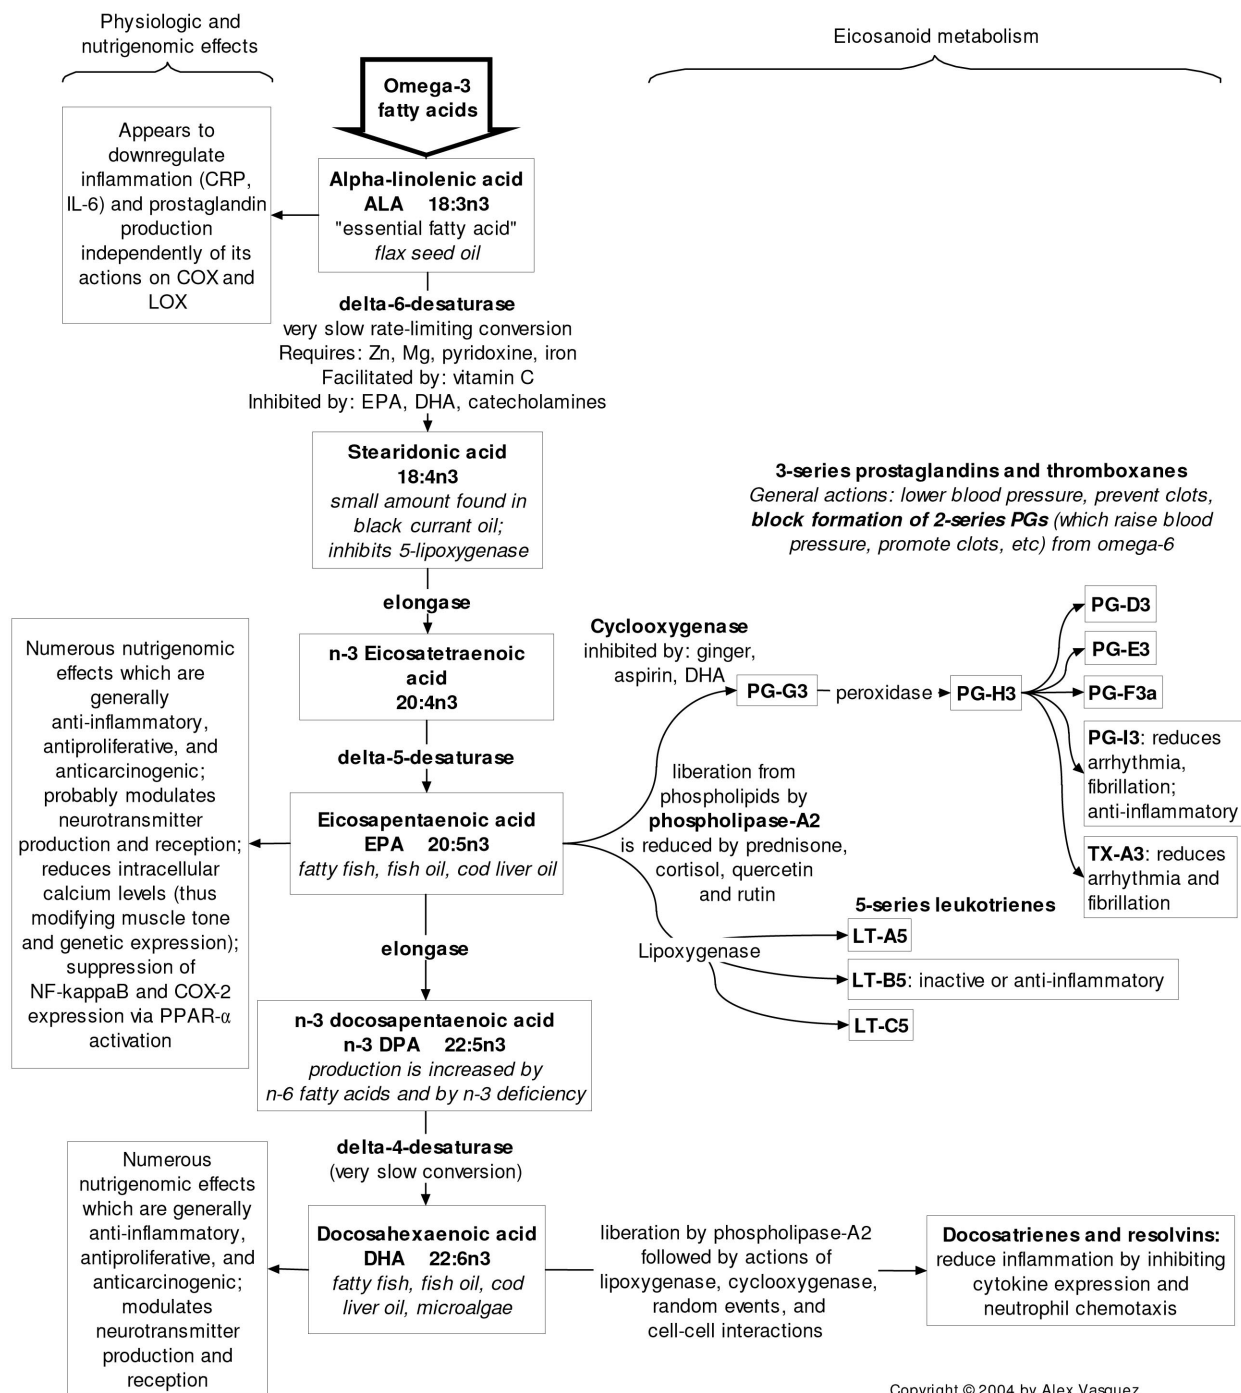 Physiologic and
nutrigenomic effects
Eicosanoid metabolism
Omega-3
fatty acids
Appears to
downregulate
inflammation (CRP,
IL-6) and prostaglandin
production
independently of its
actions on COX and
LOX
Alpha-linolenic acid
ALA 18:3n3
"essential fatty acid"
flax seed oil
delta-6-desaturase
very slow rate-limiting conversion
Requires: Zn, Mg, pyridoxine, iron
Facilitated by: vitamin C
Inhibited by: EPA, DHA, catecholamines
Stearidonic acid
18:4n3
small amount found in
black currant oil;
inhibits 5-lipoxygenase
3-series prostaglandins and thromboxanes
General actions: lower blood pressure, prevent clots,
block formation of 2-series PGs (which raise blood
pressure, promote clots, etc) from omega-6
elongase
n-3 Eicosatetraenoic
acid
20:4n3
delta-5-desaturase
Numerous nutrigenomic
effects which are
generally
anti-inflammatory,
antiproliferative, and
anticarcinogenic;
probably modulates
neurotransmitter
production and reception;
reduces intracellular
calcium levels (thus
modifying muscle tone
and genetic expression);
suppression of
NF-kappaB and COX-2
expression via PPAR-α
activation
Eicosapentaenoic acid
EPA 20:5n3
fatty fish, fish oil, cod liver oil
Cyclooxygenase
inhibited by: ginger,
aspirin, DHA
PG-G3
peroxidase
PG-H3
PG-D3
PG-E3
PG-F3a
PG-I3: reduces
arrhythmia,
fibrillation;
anti-inflammatory
TX-A3: reduces
arrhythmia and
fibrillation
liberation from
phospholipids by
phospholipase-A2
is reduced by prednisone,
cortisol, quercetin
and rutin
5-series leukotrienes
Lipoxygenase
LT-A5
LT-B5: inactive or anti-inflammatory
LT-C5
elongase
n-3 docosapentaenoic acid
n-3 DPA 22:5n3
production is increased by
n-6 fatty acids and by n-3 deficiency
delta-4-desaturase
(very slow conversion)
Numerous
nutrigenomic effects
which are generally
anti-inflammatory,
antiproliferative, and
anticarcinogenic;
modulates
neurotransmitter
production and
reception
Docosahexaenoic acid
DHA 22:6n3
fatty fish, fish oil, cod
liver oil, microalgae
liberation by phospholipase-A2
followed by actions of
lipoxygenase, cyclooxygenase,
random events, and
cell-cell interactions
Docosatrienes and resolvins:
reduce inflammation by inhibiting
cytokine expression and
neutrophil chemotaxis
Copyright © 2004 by Alex Vasquez